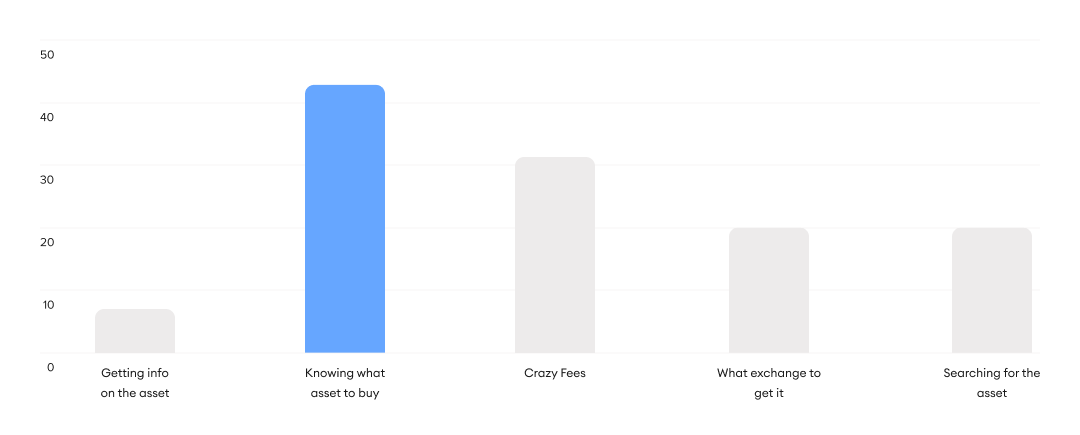 50
40
30
20
10
0
Getting info
on the asset
Knowing what
asset to buy
Crazy Fees
What exchange to
get it
Searching for the
asset